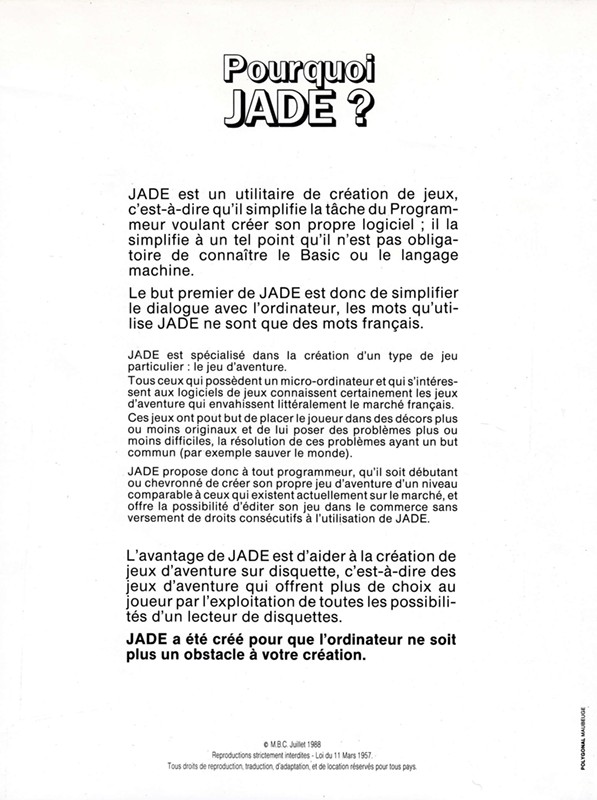 Pourquoi
JADE ?
JADE est un utilitaire de création de jeux,
c'est-à-dire qu'il simplifie la tâche du Program-
meur voulant créer son propre logiciel ; il la
simplifie à un tel point qu'il n'est pas obliga-
toire de connaître le Basic ou le langage
machine.
Le but premier de JADE est donc de simplifier
le dialogue avec l'ordinateur, les mots qu'uti-
lise JADE ne sont que des mots français.
JADE est spécialisé dans la création d'un type de jeu
particulier : le jeu d'aventure.
Tous ceux qui possèdent un micro-ordinateur et qui s'intéres-
sent aux logiciels de jeux connaissent certainement les jeux
d'aventure qui envahissent littéralement le marché français.
Ces jeux ont pout but de placer le joueur dans des décors plus
ou moins originaux et de lui poser des problèmes plus ou
moins difficiles, la résolution de ces problèmes ayant un but
commun (par exemple sauver le monde).
JADE propose donc à tout programmeur, qu'il soit débutant
ou chevronné de créer son propre jeu d'aventure d'un niveau
comparable à ceux qui existent actuellement sur le marché, et
offre la possibilité d'éditer son jeu dans le commerce sans
versement de droits consécutifs à l'utilisation de JADE.
L'avantage de JADE est d'aider à la création de
jeux d'aventure sur disquette, c'est-à-dire des
jeux d'aventure qui offrent plus de choix au
joueur par l'exploitation de toutes les possibili-
tés d'un lecteur de disquettes.
JADE a été créé pour que l'ordinateur ne soit
plus un obstacle à votre création.
© M.B.C. Juillet 1988
Reproductions strictement interdites - Loi du 11 Mars 1957.
Tous droits de reproduction, traduction, d'adaptation, et de location réservés pour tous pays.
POLYGONAL MAUBEUGE